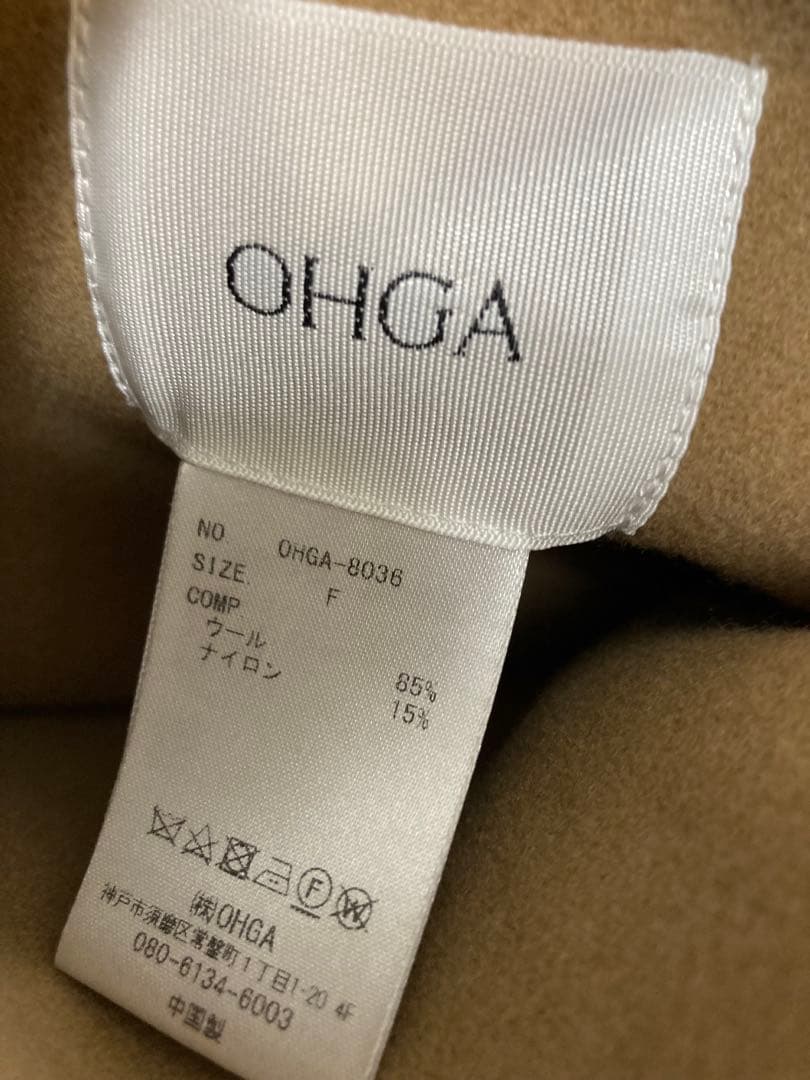 OHGA
NO OHGA-8036
SIZE F
COMP
ウール 85%
ナイロン 15%
F W
㈱OHGA
神戸市須磨区常盤町1丁目1-20 4F
080-6134-6003
中国製